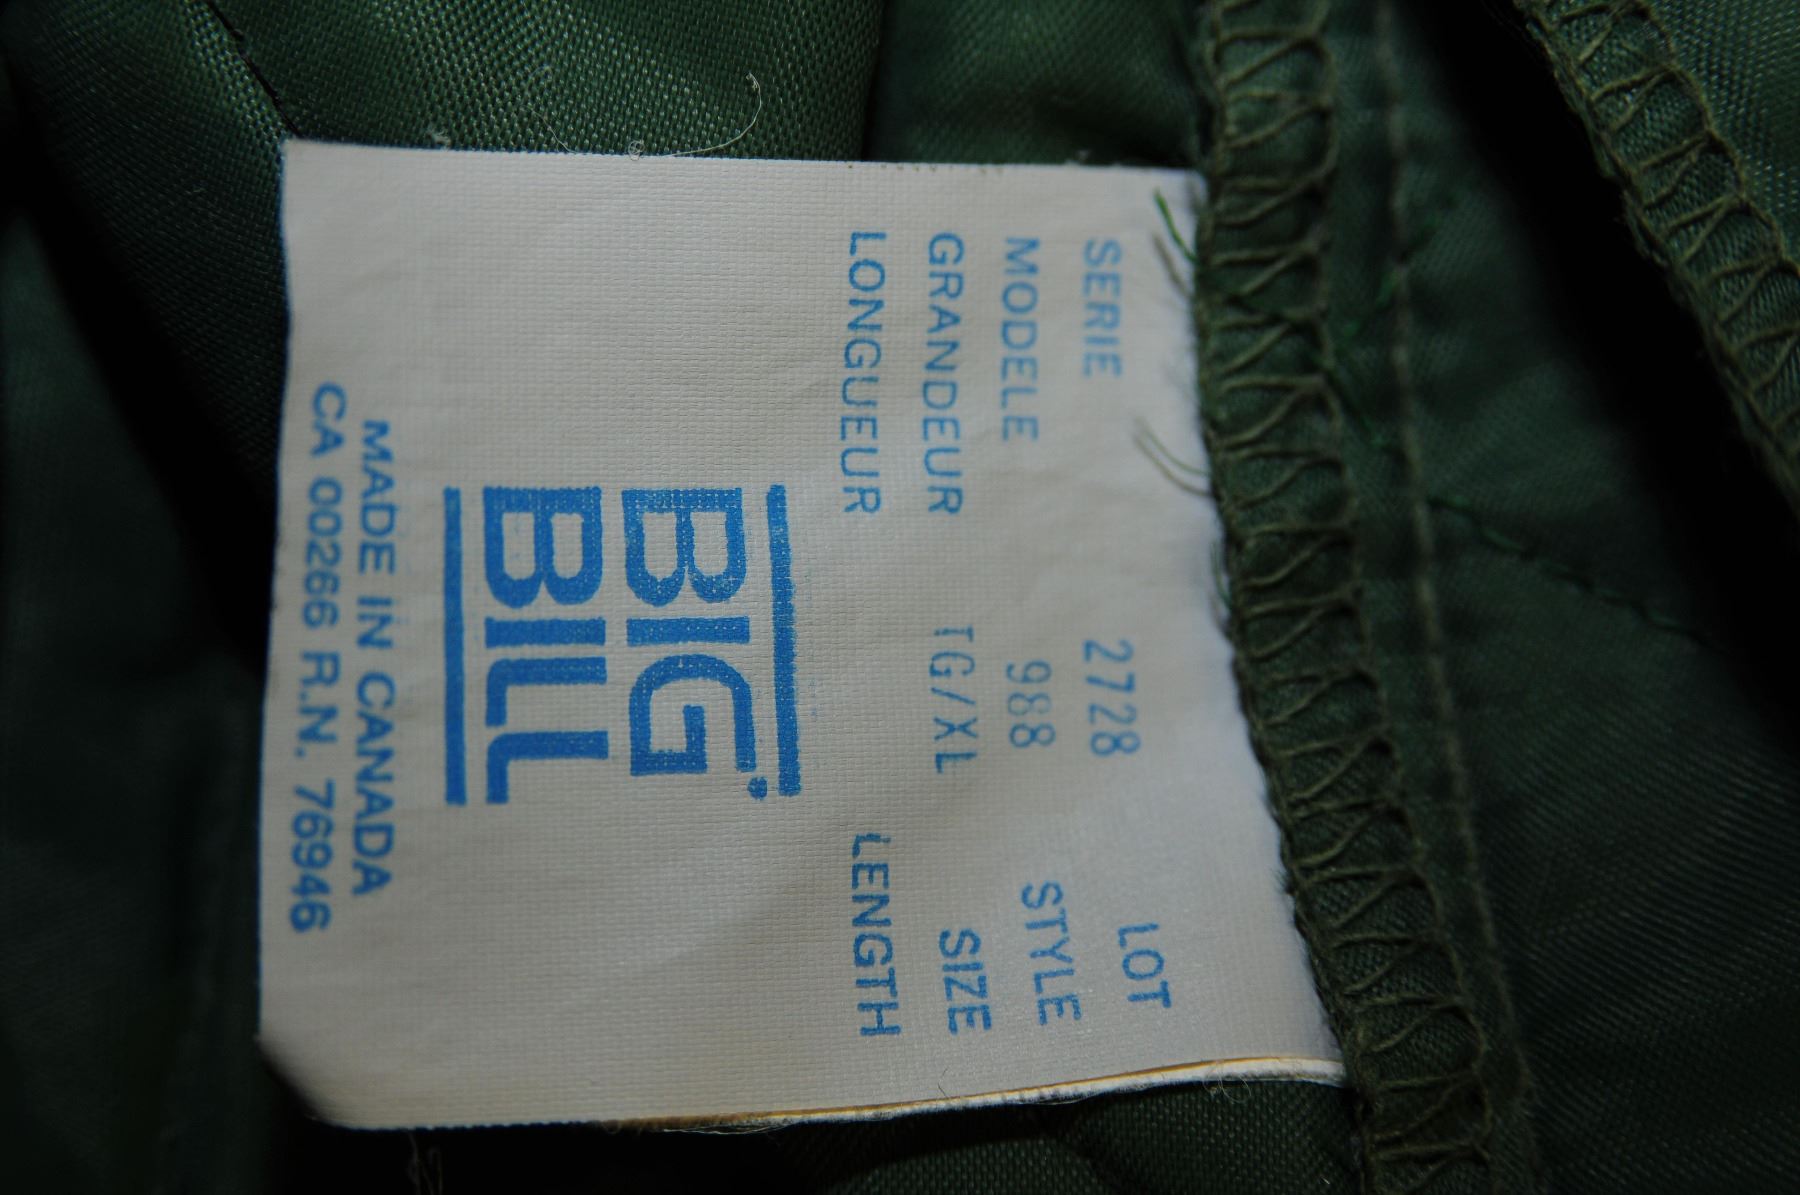 SERIE 2728 LOT
MODELE 988 STYLE
GRANDEUR TG/XL SIZE
LONGUEUR LENGTH
BIG
BILL
MADE IN CANADA
CA 00266 R.N. 76946